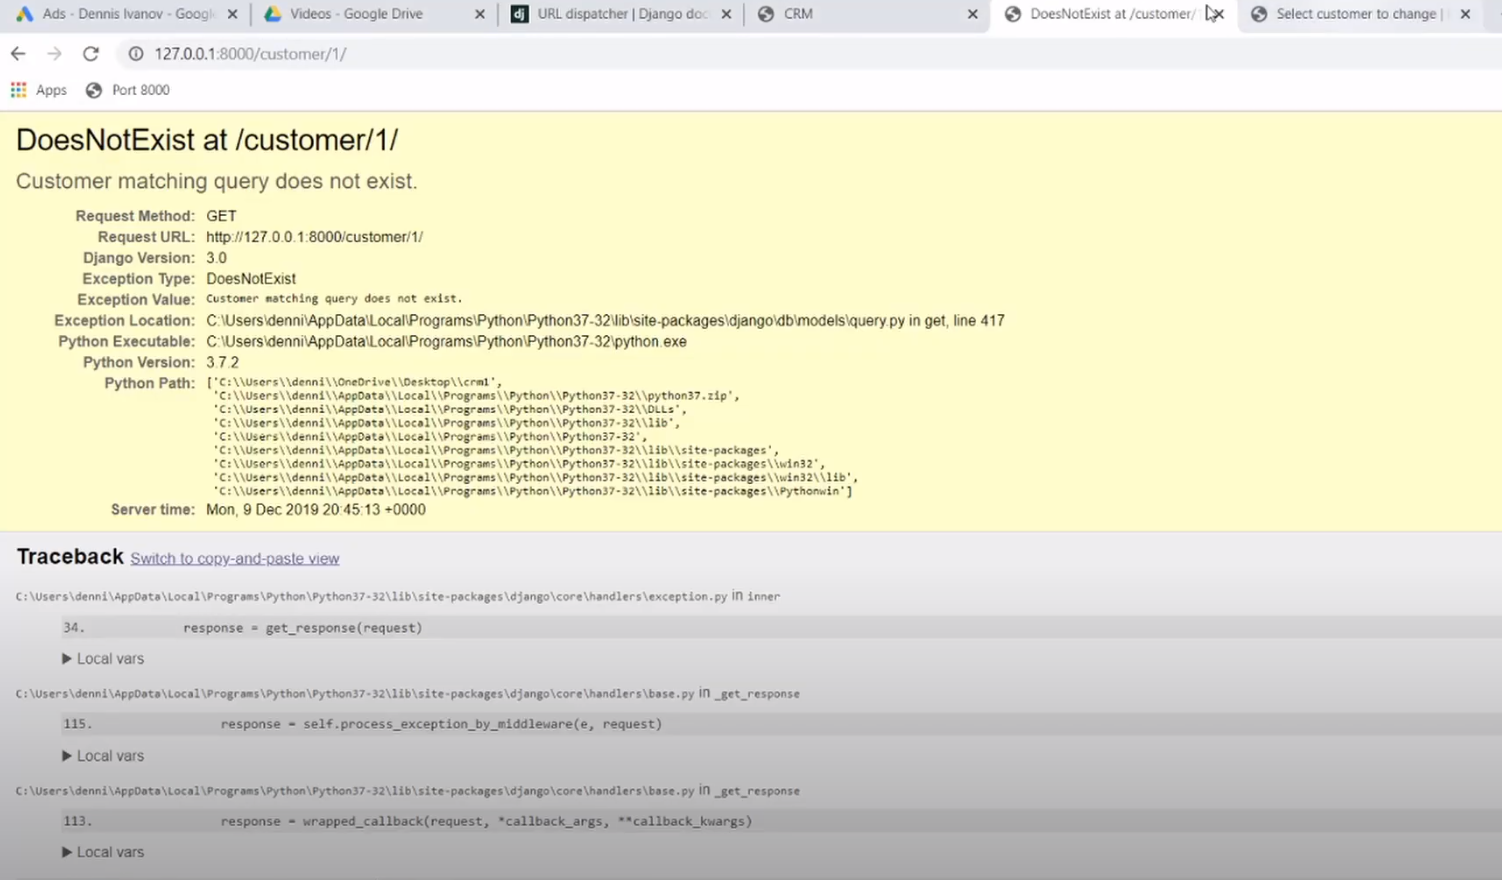 Ads - Dennis Ivanov - Google
Videos - Google Drive
URL dispatcher | Django doc
CRM
DoesNotExist at /customer/
Select customer to change |
127.0.0.1:8000/customer/1/
Apps
Port 8000
DoesNotExist at /customer/1/
Customer matching query does not exist.
Request Method: GET
Request URL: http://127.0.0.1:8000/customer/1/
Django Version: 3.0
Exception Type: DoesNotExist
Exception Value: Customer matching query does not exist.
Exception Location: C:\Users\denni\AppData\Local\Programs\Python\Python37-32\lib\site-packages\django\db\models\query.py in get, line 417
Python Executable: C:\Users\denni\AppData\Local\Programs\Python\Python37-32\python.exe
Python Version: 3.7.2
Python Path: ['C:\\Users\\denni\\OneDrive\\Desktop\\crm1',
'C:\\Users\\denni\\AppData\\Local\\Programs\\Python\\Python37-32\\python37.zip',
'C:\\Users\\denni\\AppData\\Local\\Programs\\Python\\Python37-32\\DLLs',
'C:\\Users\\denni\\AppData\\Local\\Programs\\Python\\Python37-32\\lib',
'C:\\Users\\denni\\AppData\\Local\\Programs\\Python\\Python37-32',
'C:\\Users\\denni\\AppData\\Local\\Programs\\Python\\Python37-32\\lib\\site-packages',
'C:\\Users\\denni\\AppData\\Local\\Programs\\Python\\Python37-32\\lib\\site-packages\\win32',
'C:\\Users\\denni\\AppData\\Local\\Programs\\Python\\Python37-32\\lib\\site-packages\\win32\\lib',
'C:\\Users\\denni\\AppData\\Local\\Programs\\Python\\Python37-32\\lib\\site-packages\\Pythonwin']
Server time: Mon, 9 Dec 2019 20:45:13 +0000
Traceback Switch to copy-and-paste view
C:\Users\denni\AppData\Local\Programs\Python\Python37-32\lib\site-packages\django\core\handlers\exception.py in inner
34. response = get_response(request)
▶ Local vars
C:\Users\denni\AppData\Local\Programs\Python\Python37-32\lib\site-packages\django\core\handlers\base.py in _get_response
115. response = self.process_exception_by_middleware(e, request)
▶ Local vars
C:\Users\denni\AppData\Local\Programs\Python\Python37-32\lib\site-packages\django\core\handlers\base.py in _get_response
113. response = wrapped_callback(request, *callback_args, **callback_kwargs)
▶ Local vars